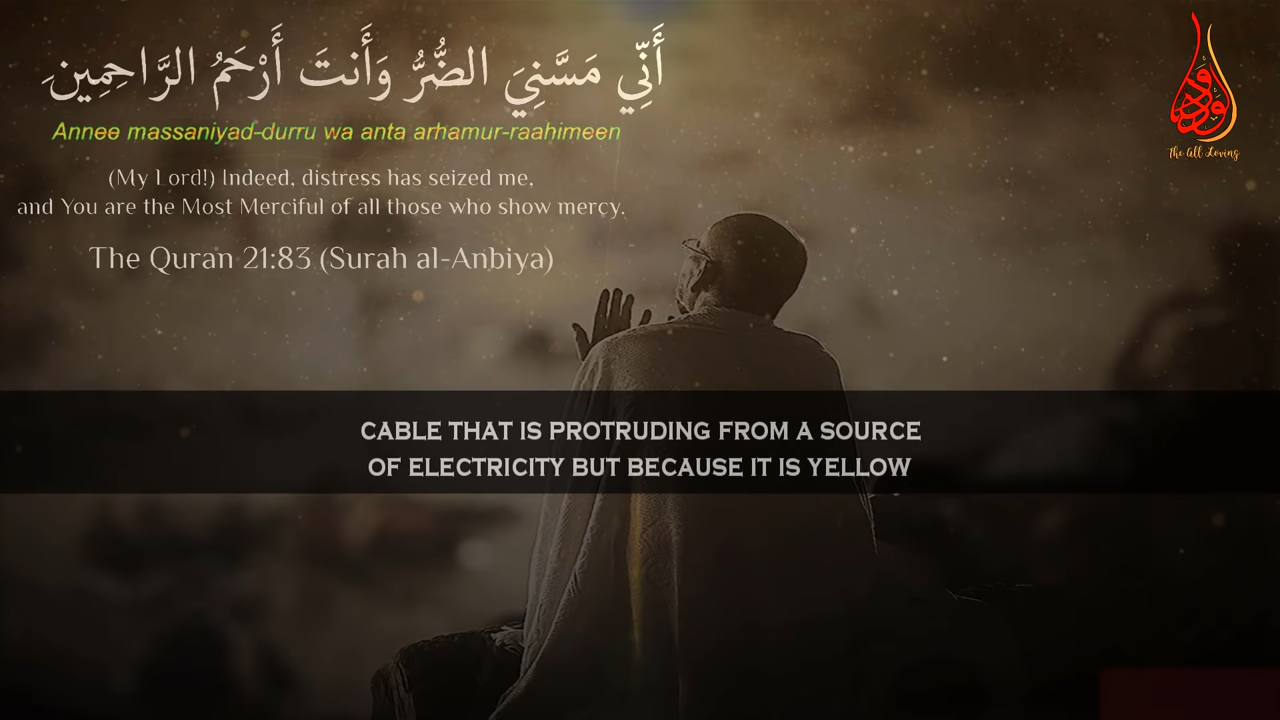 أَنِّي مَسَّنِيَ الضُّرُّ وَأَنتَ أَرْحَمُ الرَّاحِمِينَ
Annee massaniyad-durru wa anta arhamur-raahimeen
(My Lord!) Indeed, distress has seized me,
and You are the Most Merciful of all those who show mercy.
The Quran 21:83 (Surah al-Anbiya)
الودود
The All Loving
CABLE THAT IS PROTRUDING FROM A SOURCE
OF ELECTRICITY BUT BECAUSE IT IS YELLOW